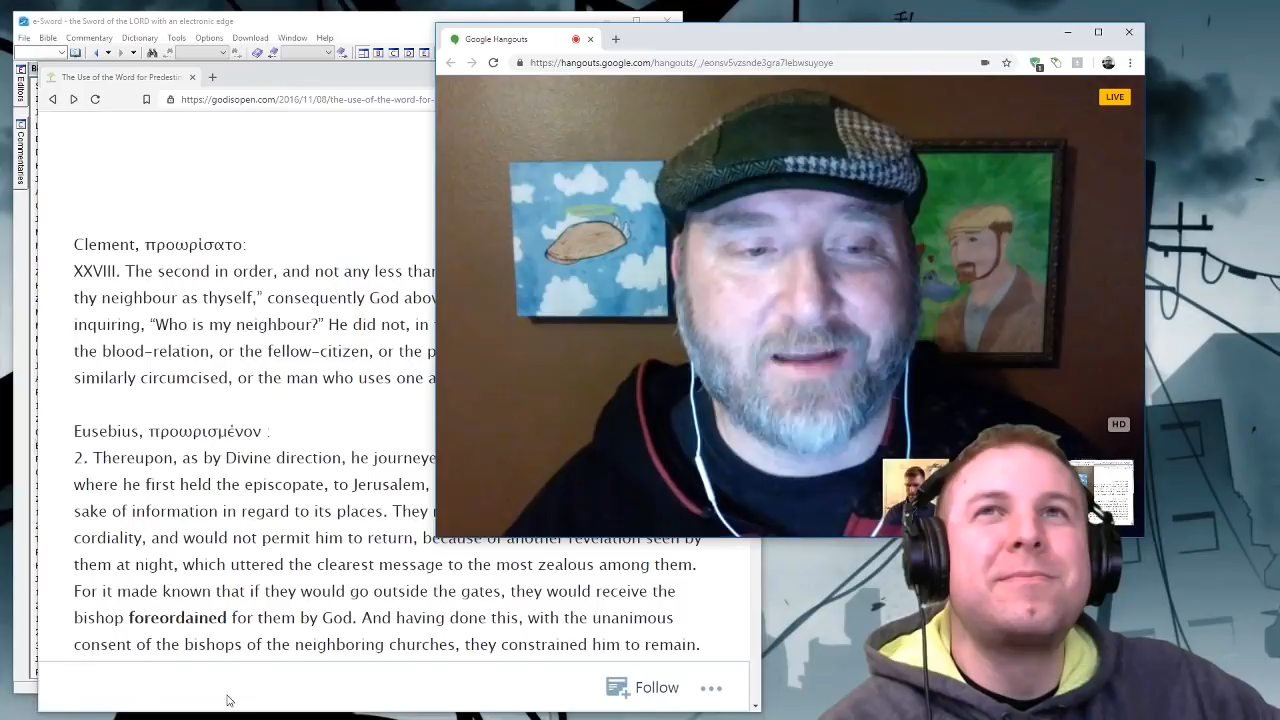 e-Sword - the Sword of the LORD with an electronic edge
File Bible Commentary Dictionary Tools Options Download Window Help
The Use of the Word for Predestin
https://godisopen.com/2016/11/08/the-use-of-the-word-for-
Editors
Commentaries
Google Hangouts
https://hangouts.google.com/hangouts/_/eonsv5vzsnde3gra7lebwsuyoye
LIVE
HD
Clement, προωρίσατο:
XXVIII. The second in order, and not any less than
thy neighbour as thyself,” consequently God abov
inquiring, “Who is my neighbour?” He did not, in
the blood-relation, or the fellow-citizen, or the p
similarly circumcised, or the man who uses one a
Eusebius, προωρισμένον :
2. Thereupon, as by Divine direction, he journeye
where he first held the episcopate, to Jerusalem,
sake of information in regard to its places. They
cordiality, and would not permit him to return, because of another revelation seen by
them at night, which uttered the clearest message to the most zealous among them.
For it made known that if they would go outside the gates, they would receive the
bishop foreordained for them by God. And having done this, with the unanimous
consent of the bishops of the neighboring churches, they constrained him to remain.
Follow